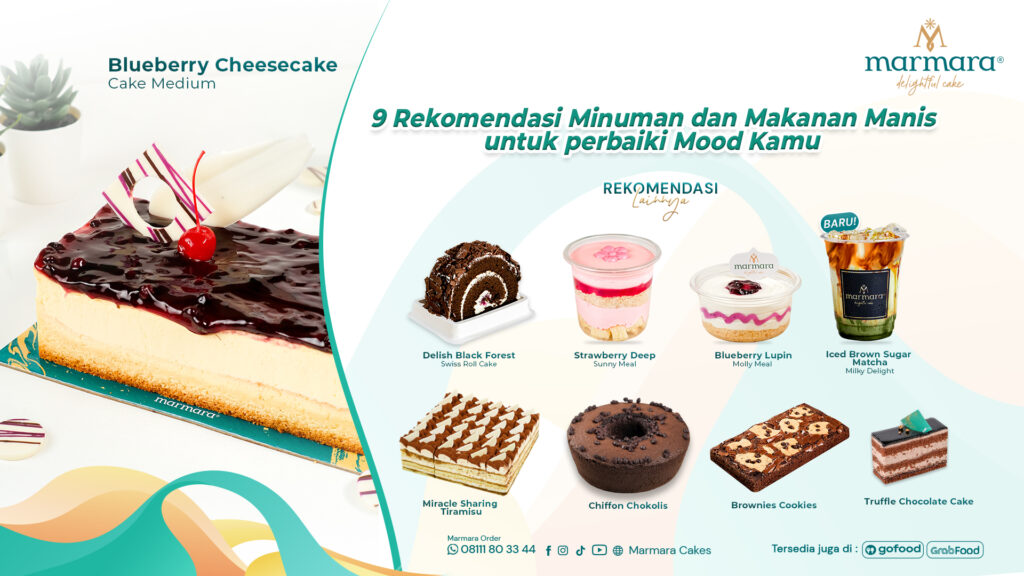 Blueberry Cheesecake
Cake Medium
marmara®
delightful cake
9 Rekomendasi Minuman dan Makanan Manis
untuk perbaiki Mood Kamu
REKOMENDASI
Lainnya
BARU!
marmara
marmara
Delish Black Forest
Swiss Roll Cake
Strawberry Deep
Sunny Meal
Blueberry Lupin
Molly Meal
Iced Brown Sugar
Matcha
Milky Delight
marmara
Miracle Sharing
Tiramisu
Chiffon Chokolis
Brownies Cookies
Truffle Chocolate Cake
Marmara Order
08111 80 33 44
Marmara Cakes
Tersedia juga di :
gofood
GrabFood